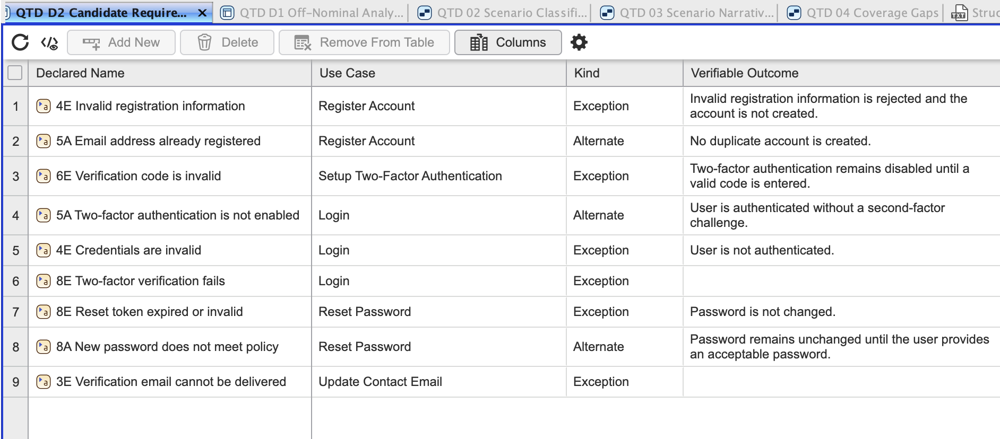 QTD D2 Candidate Require... QTD D1 Off-Nominal Analy... QTD 02 Scenario Classifi... QTD 03 Scenario Narrativ... QTD 04 Coverage Gaps TXT Struc
Add New Delete Remove From Table Columns
Declared Name Use Case Kind Verifiable Outcome
1 a 4E Invalid registration information Register Account Exception Invalid registration information is rejected and the
account is not created.
2 a 5A Email address already registered Register Account Alternate No duplicate account is created.
3 a 6E Verification code is invalid Setup Two-Factor Authentication Exception Two-factor authentication remains disabled until a
valid code is entered.
4 a 5A Two-factor authentication is not enabled Login Alternate User is authenticated without a second-factor
challenge.
5 a 4E Credentials are invalid Login Exception User is not authenticated.
6 a 8E Two-factor verification fails Login Exception
7 a 8E Reset token expired or invalid Reset Password Exception Password is not changed.
8 a 8A New password does not meet policy Reset Password Alternate Password remains unchanged until the user provides
an acceptable password.
9 a 3E Verification email cannot be delivered Update Contact Email Exception